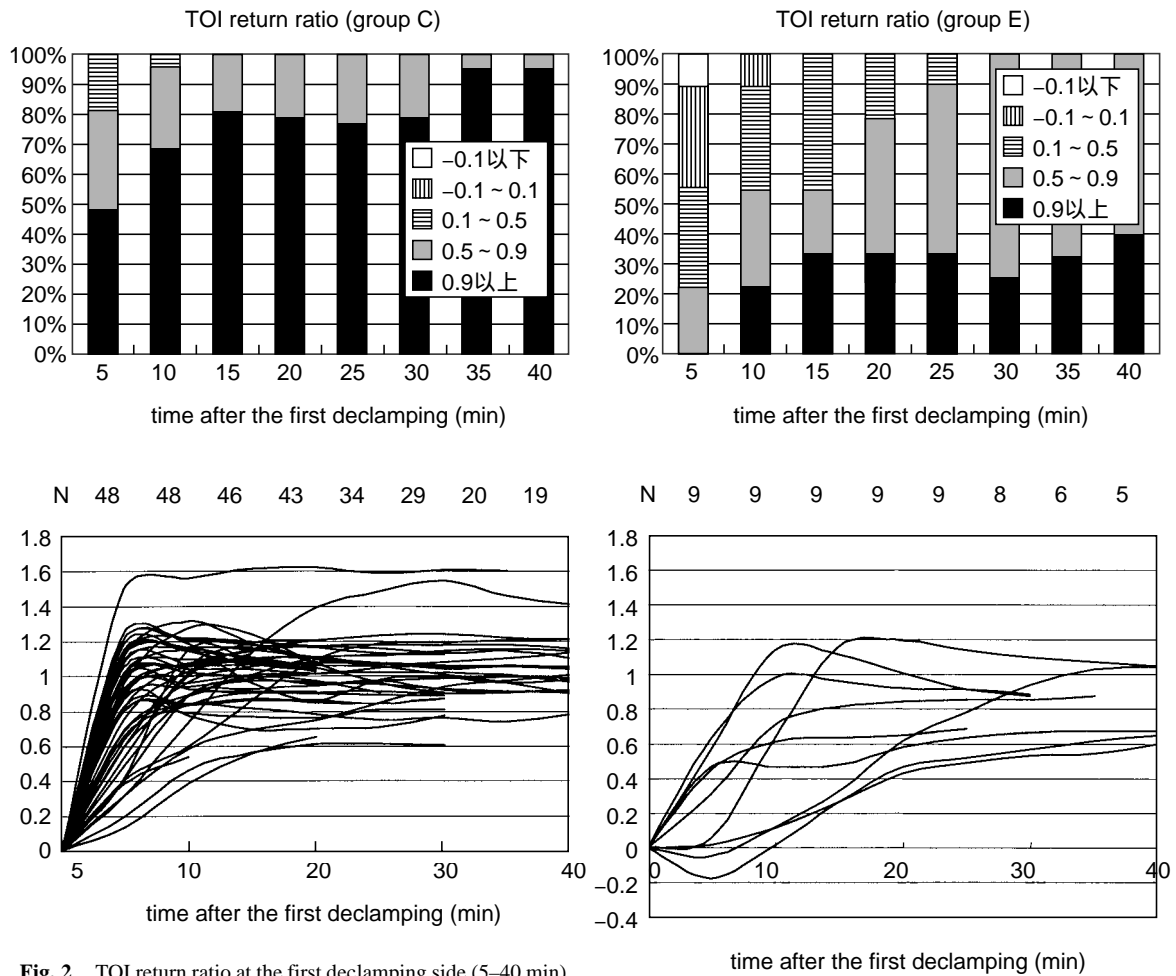 TOI return ratio (group C)
100%
90%
80%
70%
60%
50%
40%
30%
20%
10%
0%
−0.1以下
−0.1 ~ 0.1
0.1 ~ 0.5
0.5 ~ 0.9
0.9以上
5 10 15 20 25 30 35 40
time after the first declamping (min)
TOI return ratio (group E)
100%
90%
80%
70%
60%
50%
40%
30%
20%
10%
0%
−0.1以下
−0.1 ~ 0.1
0.1 ~ 0.5
0.5 ~ 0.9
0.9以上
5 10 15 20 25 30 35 40
time after the first declamping (min)
N 48 48 46 43 34 29 20 19
1.8
1.6
1.4
1.2
1
0.8
0.6
0.4
0.2
0
5 10 20 30 40
time after the first declamping (min)
N 9 9 9 9 9 8 6 5
1.8
1.6
1.4
1.2
1
0.8
0.6
0.4
0.2
0
−0.2
−0.4
0 10 20 30 40
time after the first declamping (min)
Fig. 2 TOI return ratio at the first declamping side (5–40 min)